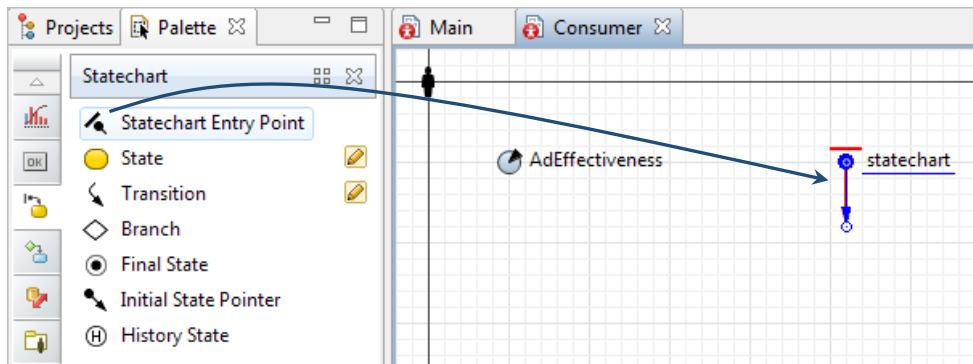 Projects Palette
Statechart
Statechart Entry Point
State
Transition
Branch
Final State
Initial State Pointer
H History State
OK
Main Consumer
AdEffectiveness
statechart